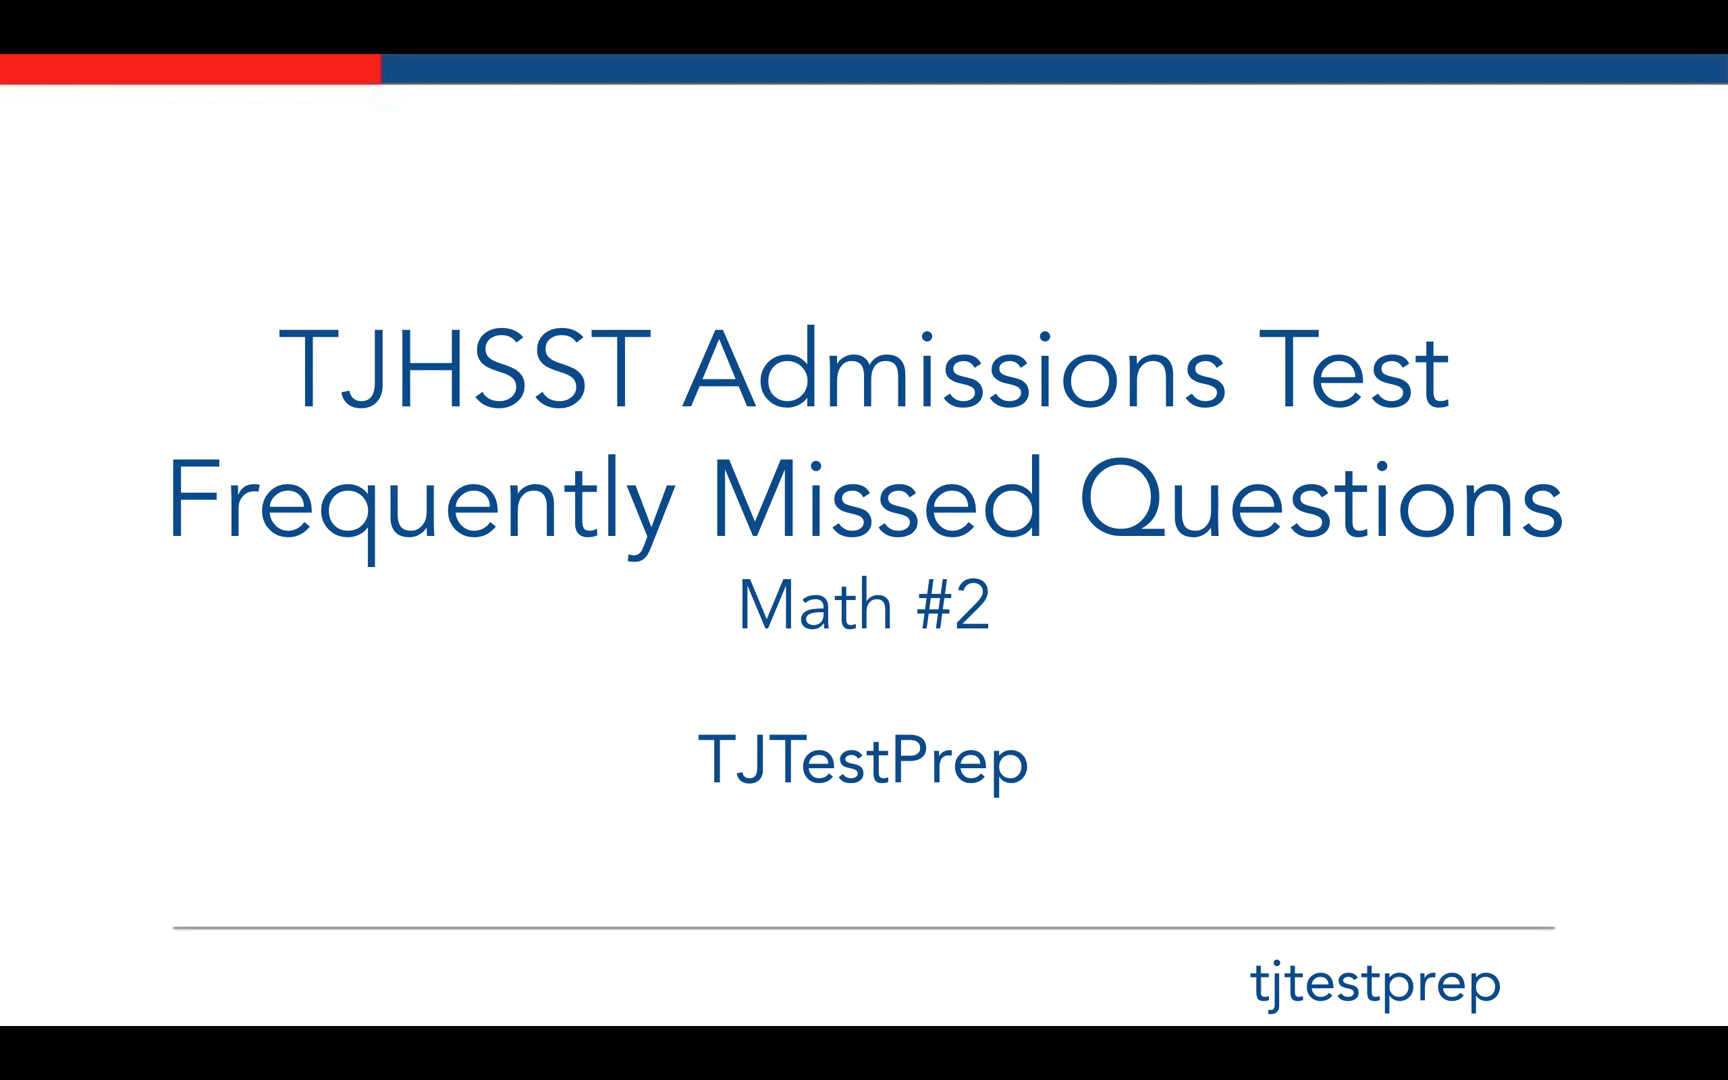 TJHSST Admissions Test
Frequently Missed Questions
Math #2
TJTestPrep
tjtestprep